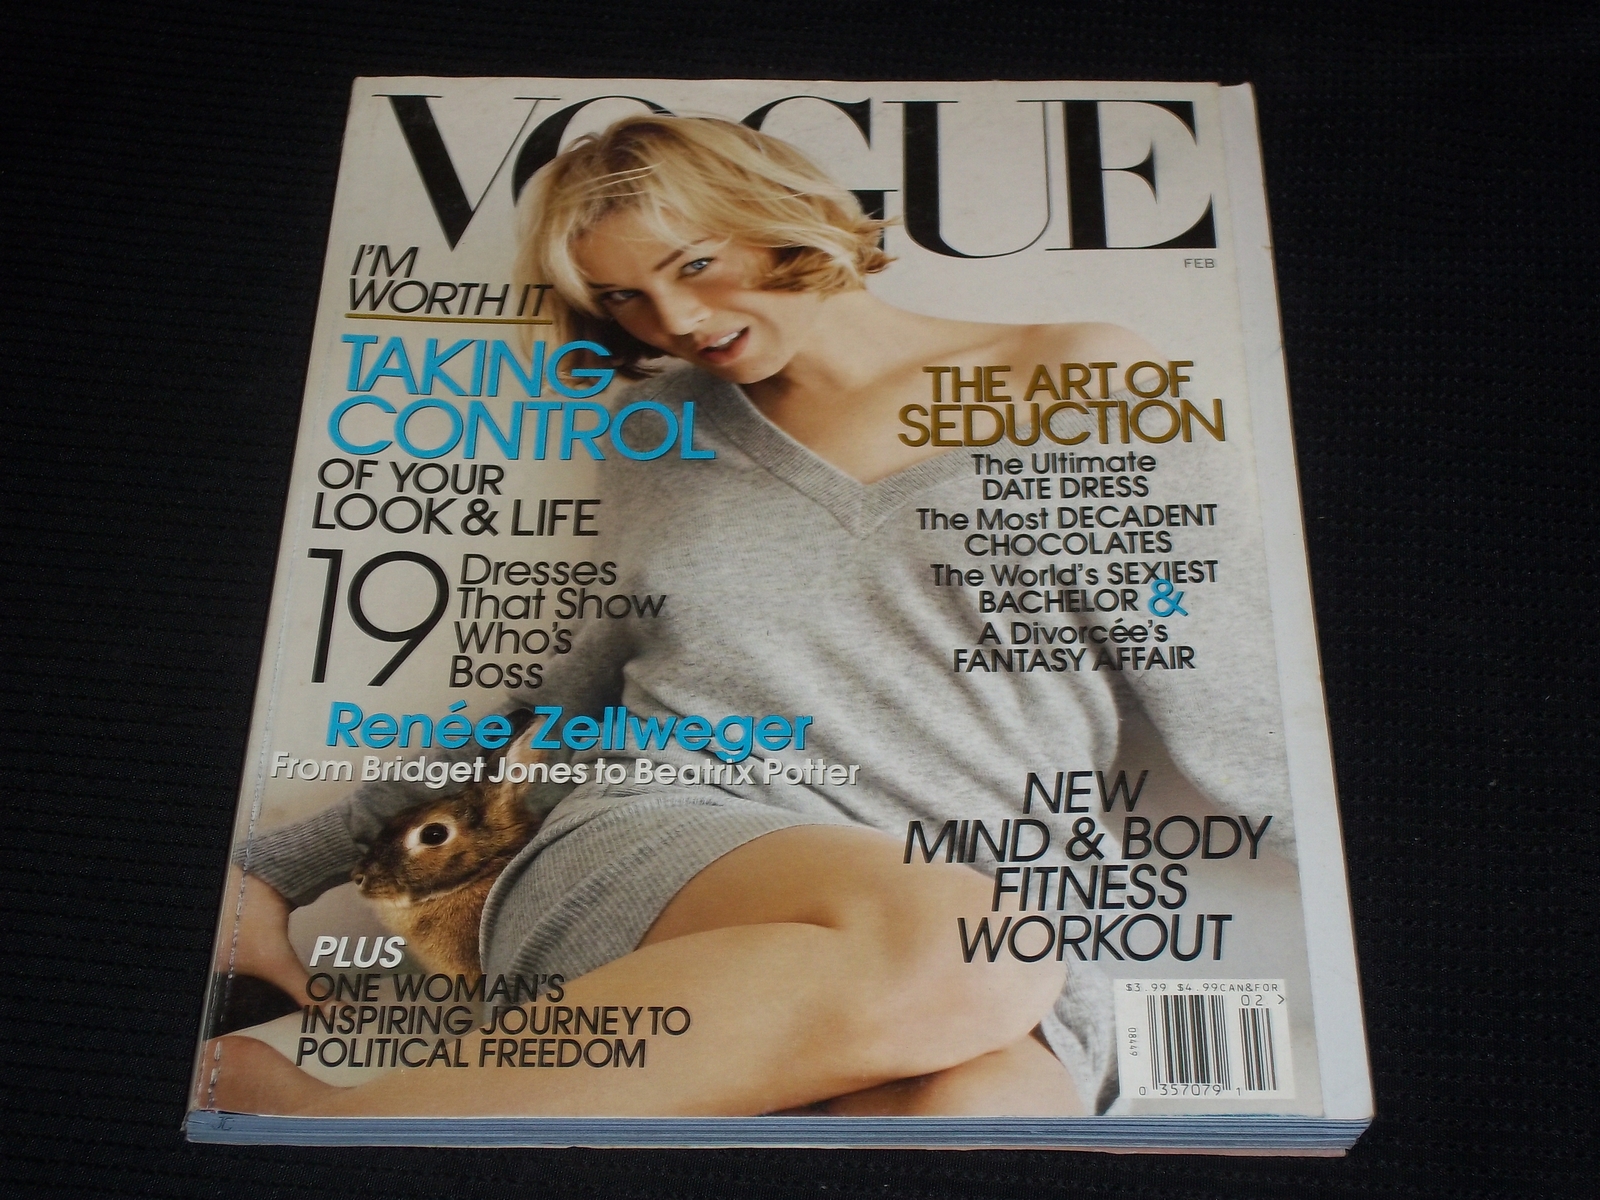 VOGUE
FEB
I'M
WORTH IT
TAKING
CONTROL
OF YOUR
LOOK & LIFE
19 Dresses
That Show
Who's
Boss
Renée Zellweger
From Bridget Jones to Beatrix Potter
PLUS
ONE WOMAN'S
INSPIRING JOURNEY TO
POLITICAL FREEDOM
THE ART OF
SEDUCTION
The Ultimate
DATE DRESS
The Most DECADENT
CHOCOLATES
The World's SEXIEST
BACHELOR &
A Divorcée's
FANTASY AFFAIR
NEW
MIND & BODY
FITNESS
WORKOUT
$3.99 $4.99CAN&FOR
02 >
08449
0 357079 1